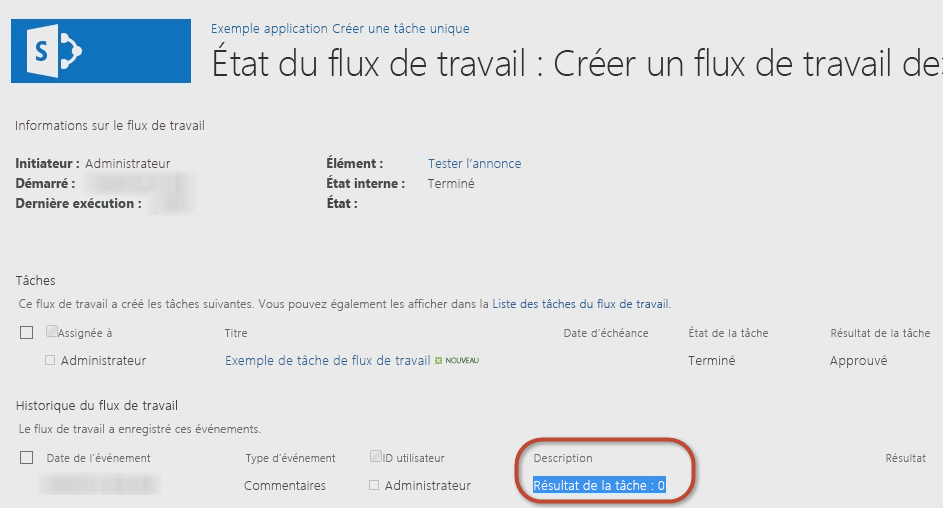 S
Exemple application Créer une tâche unique
État du flux de travail : Créer un flux de travail de
Informations sur le flux de travail
Initiateur : Administrateur Élément : Tester l'annonce
Démarré : État interne : Terminé
Dernière exécution : État :
Tâches
Ce flux de travail a créé les tâches suivantes. Vous pouvez également les afficher dans la Liste des tâches du flux de travail.
Assignée à Titre Date d'échéance État de la tâche Résultat de la tâche
Administrateur Exemple de tâche de flux de travail NOUVEAU Terminé Approuvé
Historique du flux de travail
Le flux de travail a enregistré ces événements.
Date de l'événement Type d'événement ID utilisateur Description Résultat
Commentaires Administrateur Résultat de la tâche : 0